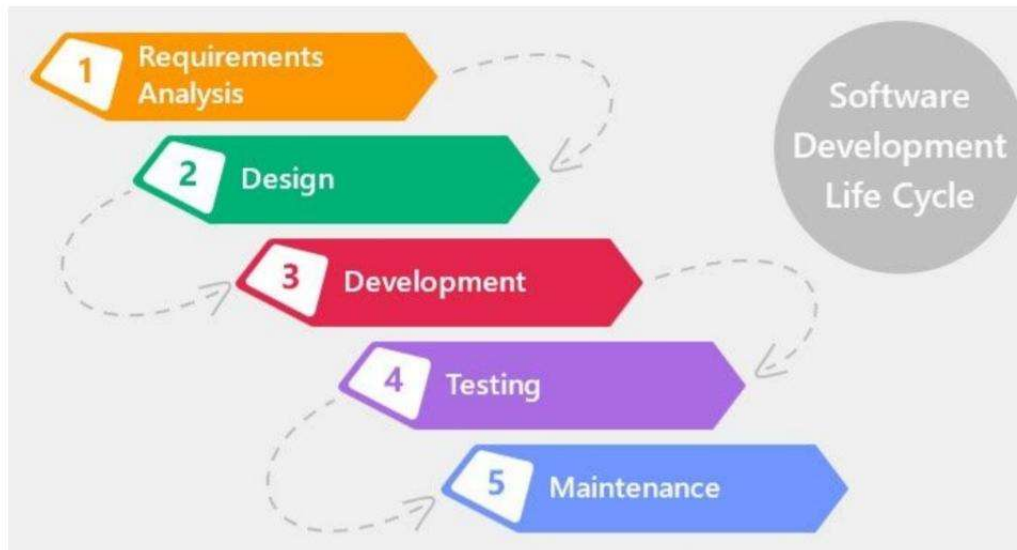 1
Requirements
Analysis
2
Design
3
Development
4
Testing
5
Maintenance
Software
Development
Life Cycle